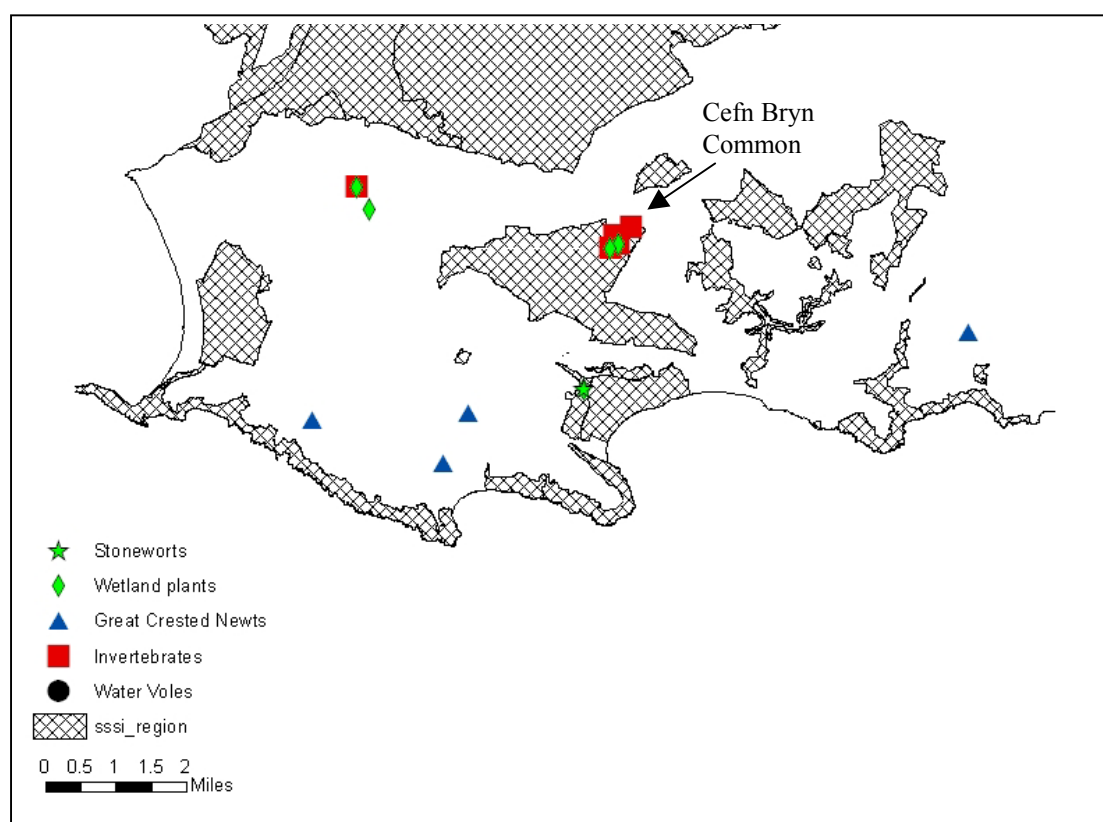 Cefn Bryn
Common
Stoneworts
Wetland plants
Great Crested Newts
Invertebrates
Water Voles
sssi_region
0 0.5 1 1.5 2
Miles